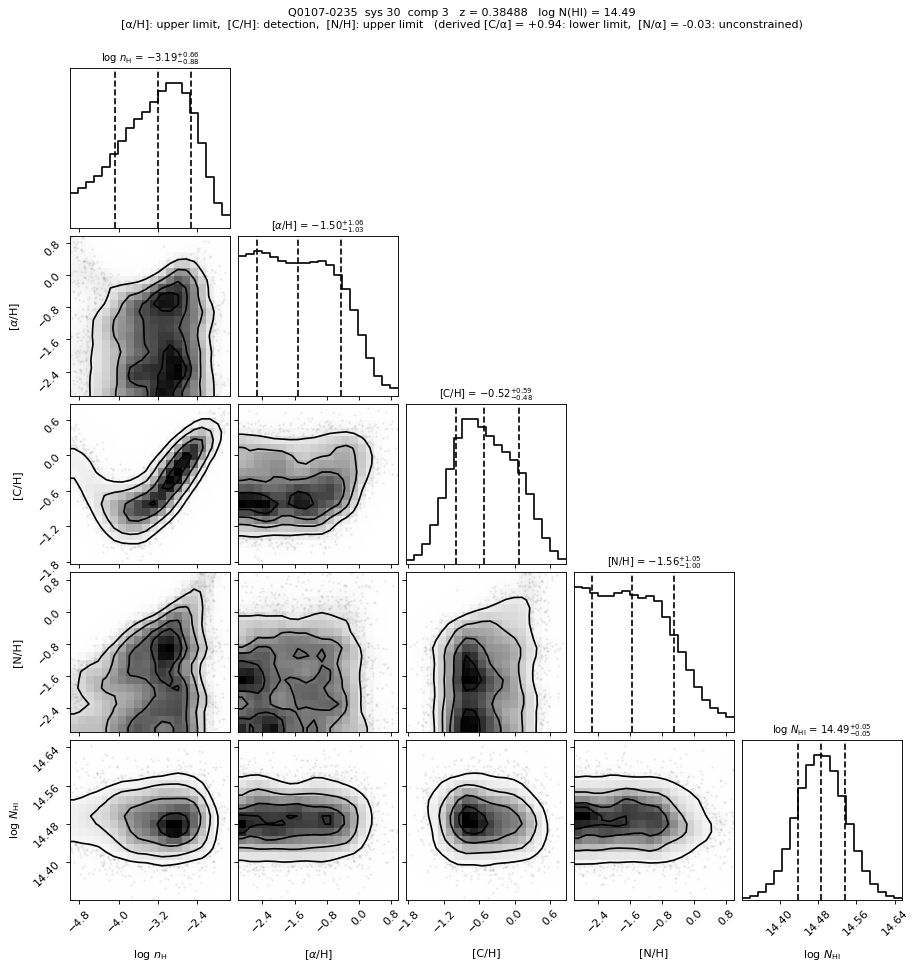 Q0107-0235 sys 30 comp 3 z = 0.38488 log N(HI) = 14.49
[α/H]: upper limit, [C/H]: detection, [N/H]: upper limit (derived [C/α] = +0.94: lower limit, [N/α] = -0.03: unconstrained)
log n_H = −3.19 +0.66 −0.88
[α/H] = −1.50 +1.06 −1.03
0.8
0.0
−0.8
−1.6
−2.4
[α/H]
[C/H] = −0.52 +0.59 −0.48
0.6
0.0
−0.6
−1.2
−1.8
[C/H]
[N/H] = −1.56 +1.05 −1.00
0.8
0.0
−0.8
−1.6
−2.4
[N/H]
log N_HI = 14.49 +0.05 −0.05
14.64
14.56
14.48
14.40
log N_HI
−4.8 −4.0 −3.2 −2.4
−2.4 −1.6 −0.8 0.0 0.8
−1.8 −1.2 −0.6 0.0 0.6
−2.4 −1.6 −0.8 0.0 0.8
14.40 14.48 14.56 14.64
log n_H [α/H] [C/H] [N/H] log N_HI